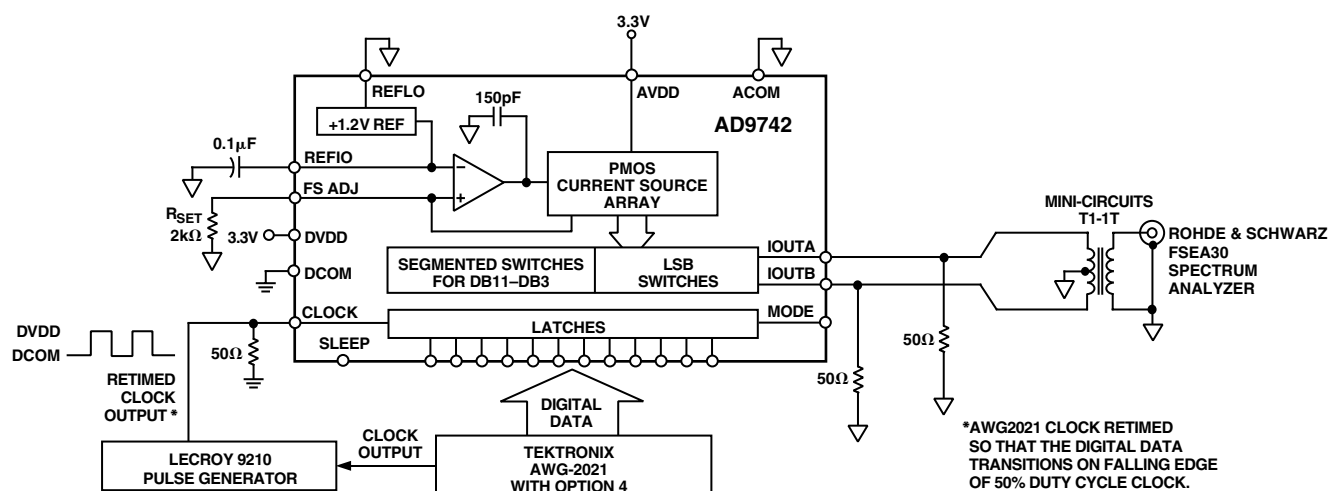 3.3V
REFLO
AVDD
ACOM
150pF
+1.2V REF
AD9742
0.1µF
REFIO
FS ADJ
PMOS
CURRENT SOURCE
ARRAY
RSET
2kΩ
3.3V
DVDD
DCOM
SEGMENTED SWITCHES
FOR DB11–DB3
LSB
SWITCHES
IOUTA
IOUTB
MINI-CIRCUITS
T1-1T
ROHDE & SCHWARZ
FSEA30
SPECTRUM
ANALYZER
CLOCK
LATCHES
MODE
DVDD
DCOM
50Ω
SLEEP
50Ω
50Ω
RETIMED
CLOCK
OUTPUT *
DIGITAL
DATA
CLOCK
OUTPUT
LECROY 9210
PULSE GENERATOR
TEKTRONIX
AWG-2021
WITH OPTION 4
*AWG2021 CLOCK RETIMED
SO THAT THE DIGITAL DATA
TRANSITIONS ON FALLING EDGE
OF 50% DUTY CYCLE CLOCK.